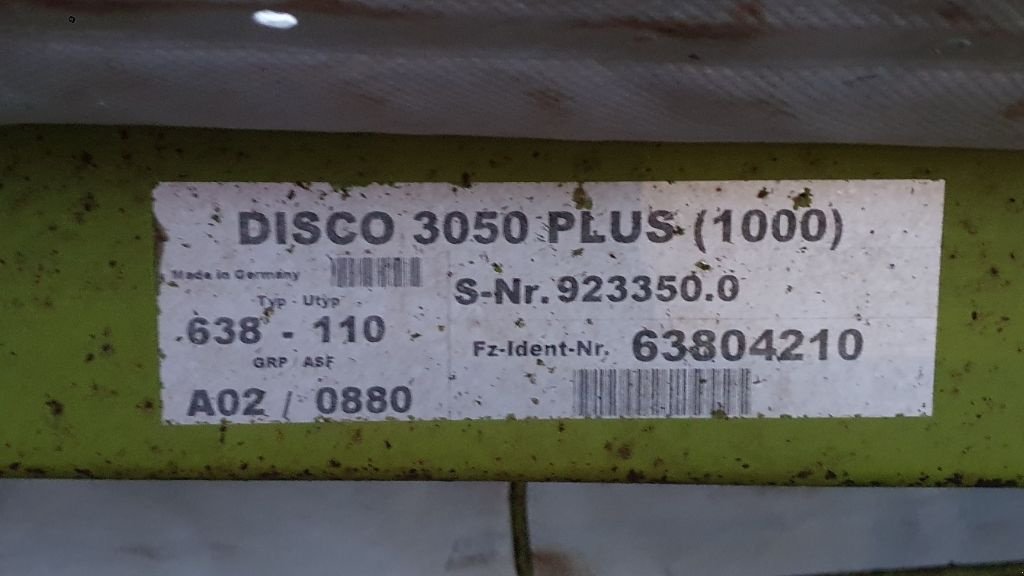 DISCO 3050 PLUS (1000)
Made in Germany
S-Nr. 923350.0
Typ - Utyp
638 - 110
Fz-Ident-Nr. 63804210
GRP / ASF
A02 / 0880